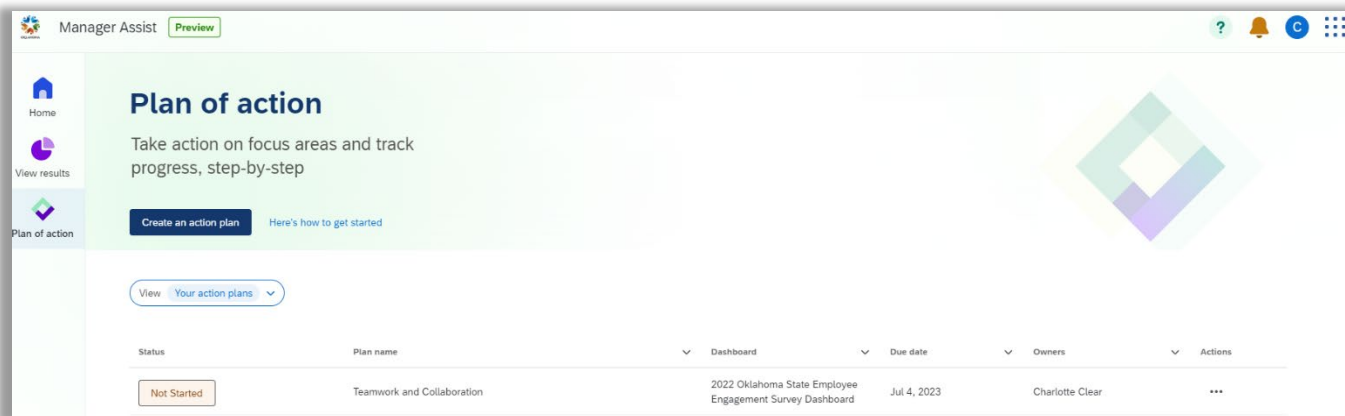 Manager Assist Preview
? C
Home
View results
Plan of action
Plan of action
Take action on focus areas and track
progress, step-by-step
Create an action plan Here's how to get started
View Your action plans
Status Plan name Dashboard Due date Owners Actions
Not Started Teamwork and Collaboration 2022 Oklahoma State Employee
Engagement Survey Dashboard Jul 4, 2023 Charlotte Clear